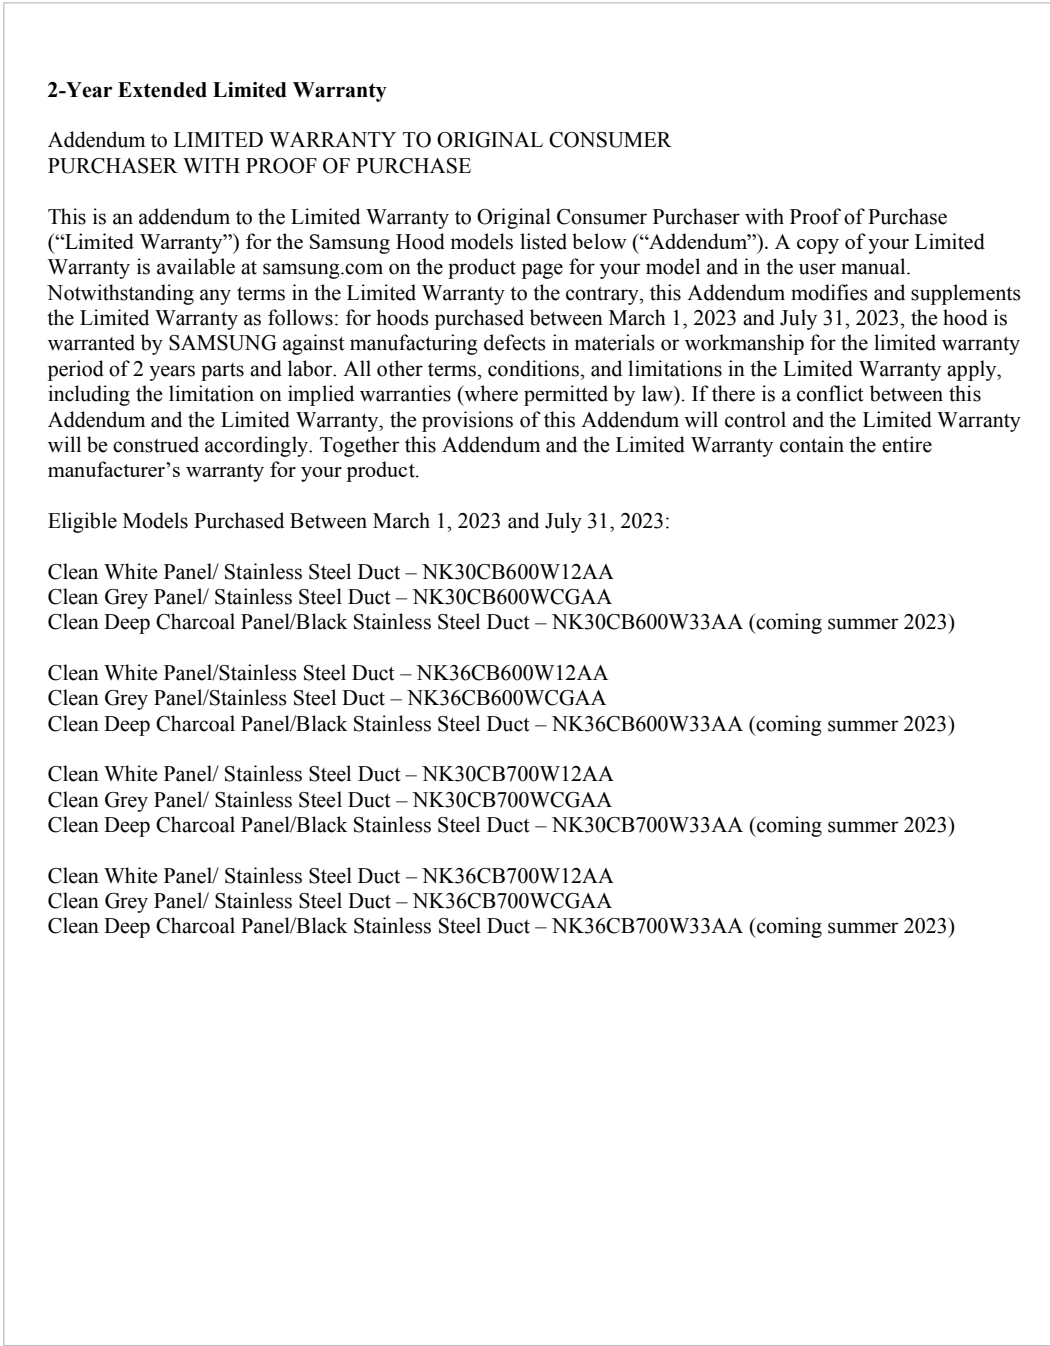 2-Year Extended Limited Warranty
Addendum to LIMITED WARRANTY TO ORIGINAL CONSUMER
PURCHASER WITH PROOF OF PURCHASE
This is an addendum to the Limited Warranty to Original Consumer Purchaser with Proof of Purchase
(“Limited Warranty”) for the Samsung Hood models listed below (“Addendum”). A copy of your Limited
Warranty is available at samsung.com on the product page for your model and in the user manual.
Notwithstanding any terms in the Limited Warranty to the contrary, this Addendum modifies and supplements
the Limited Warranty as follows: for hoods purchased between March 1, 2023 and July 31, 2023, the hood is
warranted by SAMSUNG against manufacturing defects in materials or workmanship for the limited warranty
period of 2 years parts and labor. All other terms, conditions, and limitations in the Limited Warranty apply,
including the limitation on implied warranties (where permitted by law). If there is a conflict between this
Addendum and the Limited Warranty, the provisions of this Addendum will control and the Limited Warranty
will be construed accordingly. Together this Addendum and the Limited Warranty contain the entire
manufacturer’s warranty for your product.
Eligible Models Purchased Between March 1, 2023 and July 31, 2023:
Clean White Panel/ Stainless Steel Duct – NK30CB600W12AA
Clean Grey Panel/ Stainless Steel Duct – NK30CB600WCGAA
Clean Deep Charcoal Panel/Black Stainless Steel Duct – NK30CB600W33AA (coming summer 2023)
Clean White Panel/Stainless Steel Duct – NK36CB600W12AA
Clean Grey Panel/Stainless Steel Duct – NK36CB600WCGAA
Clean Deep Charcoal Panel/Black Stainless Steel Duct – NK36CB600W33AA (coming summer 2023)
Clean White Panel/ Stainless Steel Duct – NK30CB700W12AA
Clean Grey Panel/ Stainless Steel Duct – NK30CB700WCGAA
Clean Deep Charcoal Panel/Black Stainless Steel Duct – NK30CB700W33AA (coming summer 2023)
Clean White Panel/ Stainless Steel Duct – NK36CB700W12AA
Clean Grey Panel/ Stainless Steel Duct – NK36CB700WCGAA
Clean Deep Charcoal Panel/Black Stainless Steel Duct – NK36CB700W33AA (coming summer 2023)